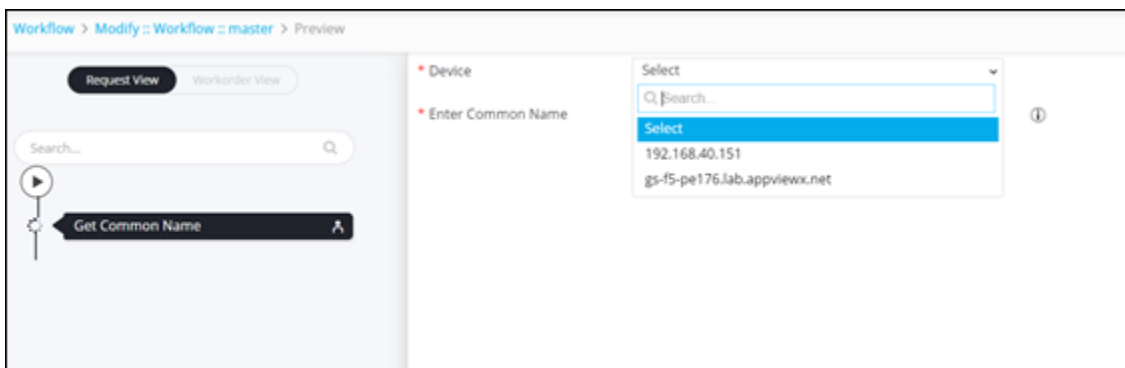 Workflow > Modify :: Workflow :: master > Preview
Request View Workorder View
Search...
Get Common Name
* Device
Select
Search...
* Enter Common Name
Select
192.168.40.151
gs-f5-pe176.lab.appviewx.net